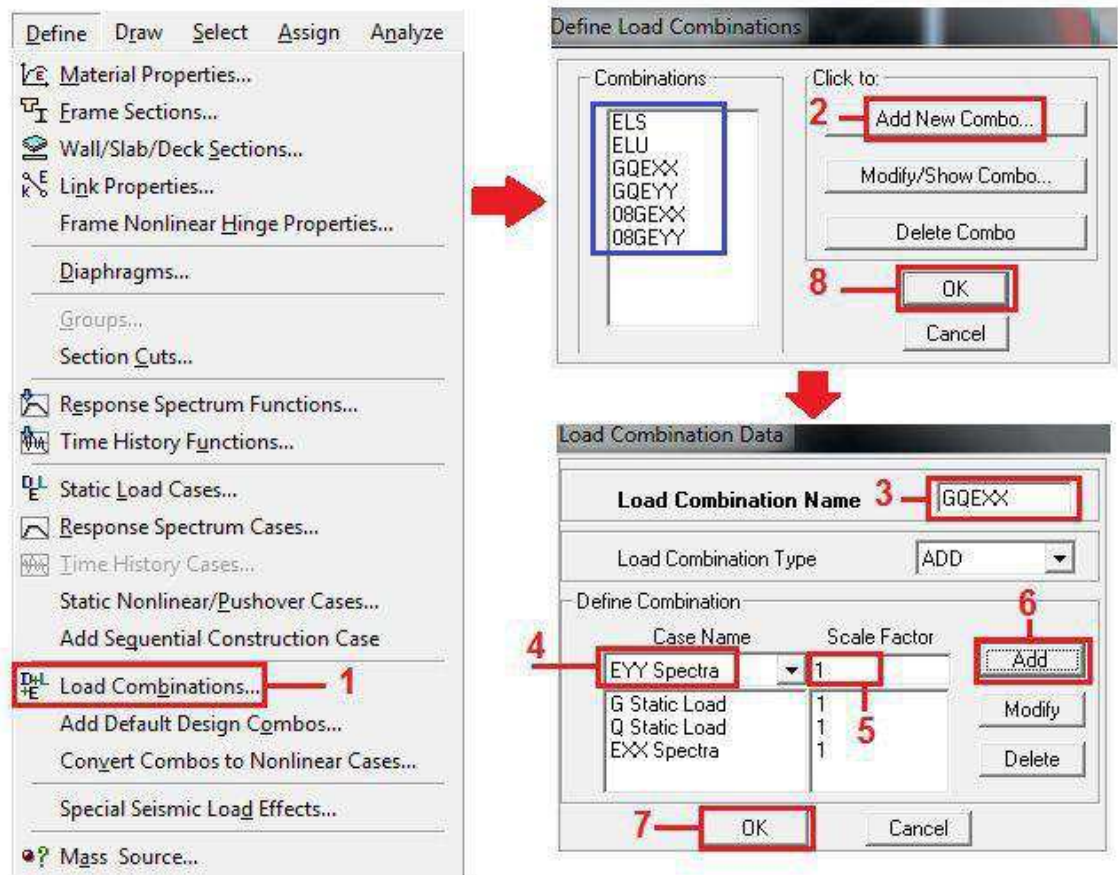 Define Draw Select Assign Analyze
Material Properties...
Frame Sections...
Wall/Slab/Deck Sections...
Link Properties...
Frame Nonlinear Hinge Properties...
Diaphragms...
Groups...
Section Cuts...
Response Spectrum Functions...
Time History Functions...
Static Load Cases...
Response Spectrum Cases...
Time History Cases...
Static Nonlinear/Pushover Cases...
Add Sequential Construction Case
Load Combinations... 1
Add Default Design Combos...
Convert Combos to Nonlinear Cases...
Special Seismic Load Effects...
Mass Source...
Define Load Combinations
Combinations
ELS
ELU
GQEXX
GQEYY
08GEXX
08GEYY
Click to:
2 Add New Combo...
Modify/Show Combo...
Delete Combo
8 OK
Cancel
Load Combination Data
Load Combination Name 3 GQEXX
Load Combination Type ADD
Define Combination
Case Name Scale Factor
4 EYY Spectra 1 6 Add
G Static Load 1
Q Static Load 1 5
EXX Spectra 1
Modify
Delete
7 OK Cancel